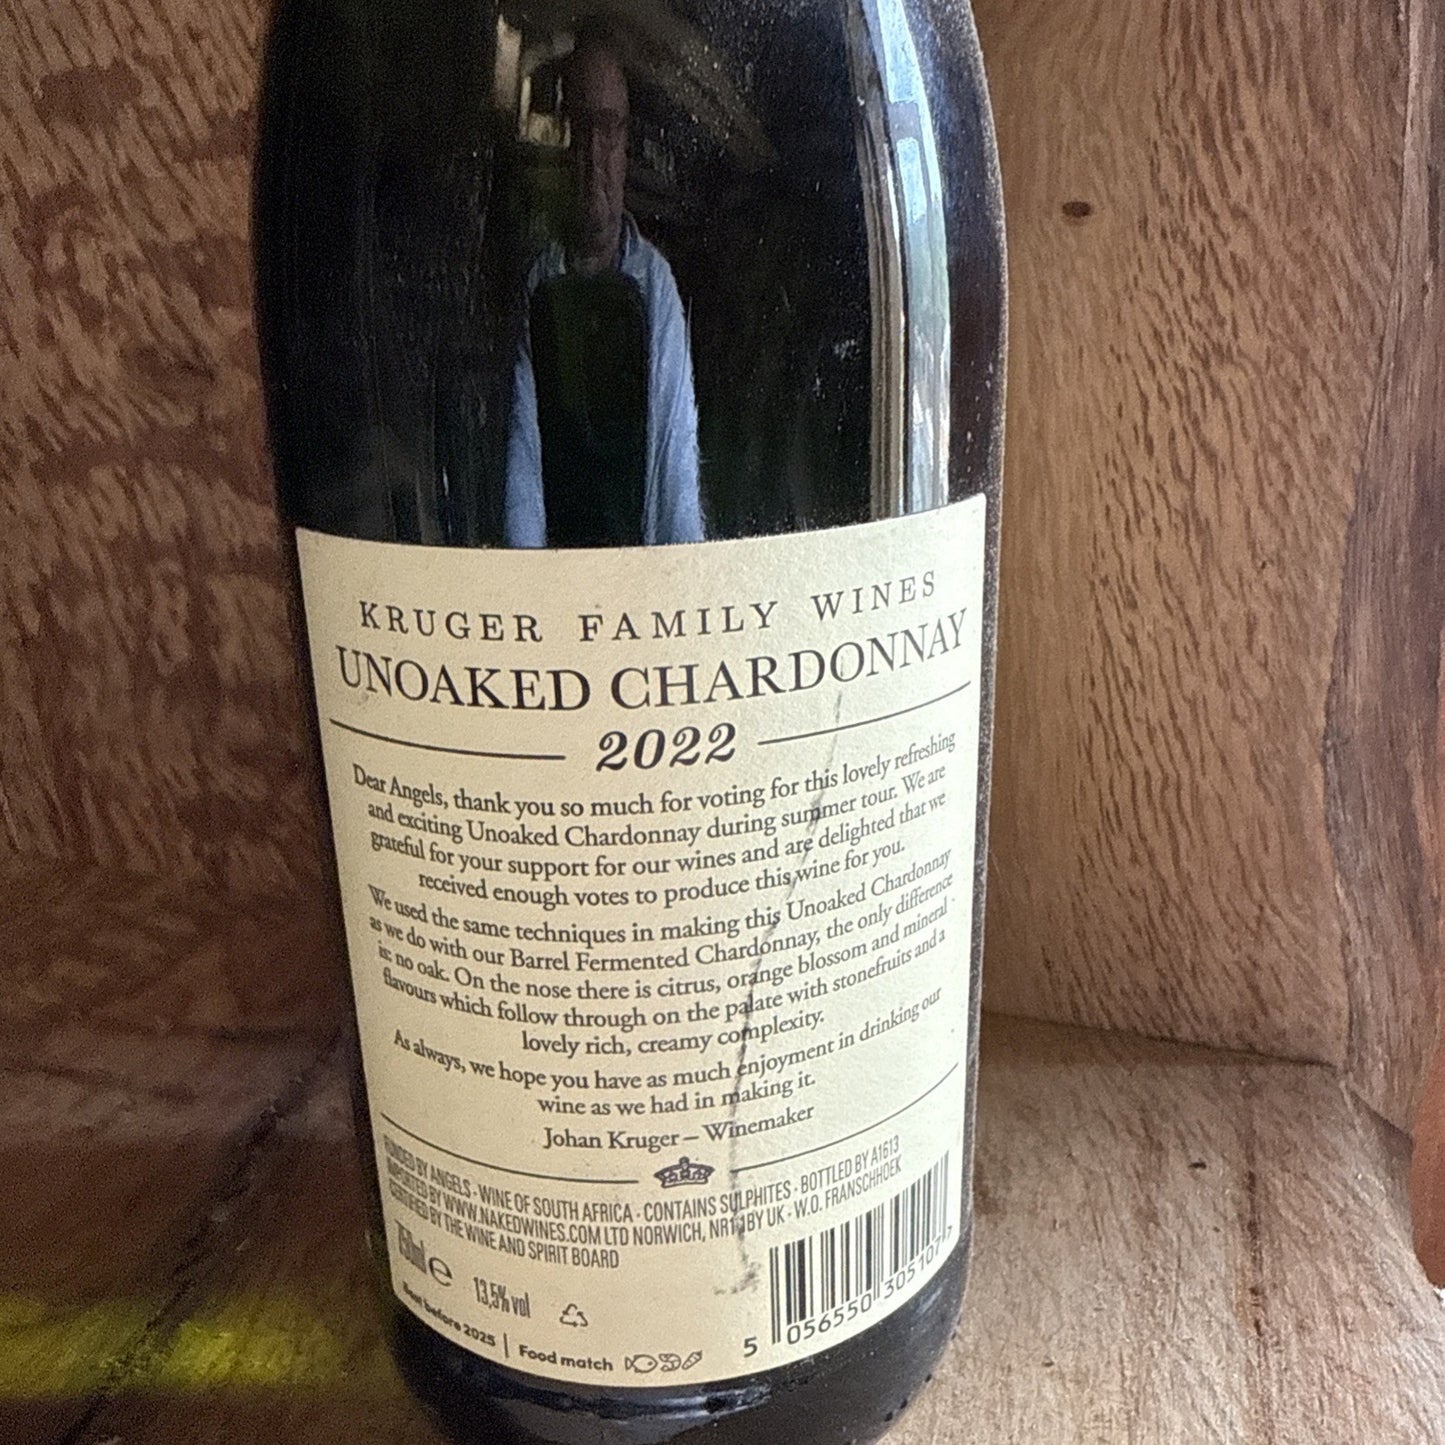 KRUGER FAMILY WINES
UNOAKED CHARDONNAY
2022
Dear Angels, thank you so much for voting for this lovely refreshing
and exciting Unoaked Chardonnay during summer tour. We are
grateful for your support for our wines and are delighted that we
received enough votes to produce this wine for you.
We used the same techniques in making this Unoaked Chardonnay
as we do with our Barrel Fermented Chardonnay, the only difference
is: no oak. On the nose there is citrus, orange blossom and mineral
flavours which follow through on the palate with stonefruits and a
lovely rich, creamy complexity.
As always, we hope you have as much enjoyment in drinking our
wine as we had in making it.
Johan Kruger – Winemaker
FUNDED BY ANGELS · WINE OF SOUTH AFRICA · CONTAINS SULPHITES · BOTTLED BY A1613
IMPORTED BY WWW.NAKEDWINES.COM LTD NORWICH, NR1 1BY UK · W.O. FRANSCHHOEK
CERTIFIED BY THE WINE AND SPIRIT BOARD
750ml e 13,5% vol
Best before 2025 | Food match
5 056550 305107